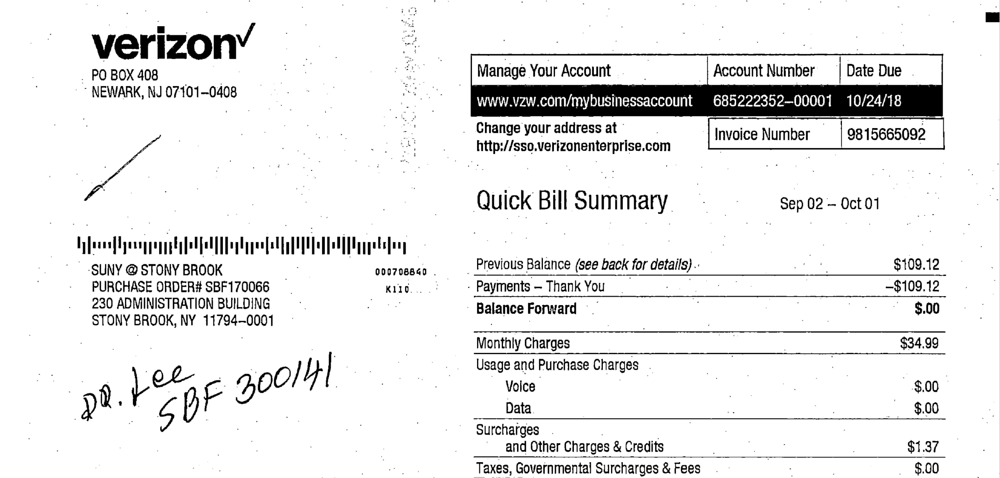 verizon✓
PO BOX 408
NEWARK, NJ 07101–0408
Manage Your Account Account Number Date Due
www.vzw.com/mybusinessaccount 685222352–00001 10/24/18
Change your address at
http://sso.verizonenterprise.com
Invoice Number 9815665092
Quick Bill Summary Sep 02 – Oct 01
SUNY @ STONY BROOK
PURCHASE ORDER# SBF170066
230 ADMINISTRATION BUILDING
STONY BROOK, NY 11794–0001
000708840
K110
DR. Lee
SBF 300141
Previous Balance (see back for details) $109.12
Payments – Thank You –$109.12
Balance Forward $.00
Monthly Charges $34.99
Usage and Purchase Charges
Voice $.00
Data $.00
Surcharges
and Other Charges & Credits $1.37
Taxes, Governmental Surcharges & Fees $.00